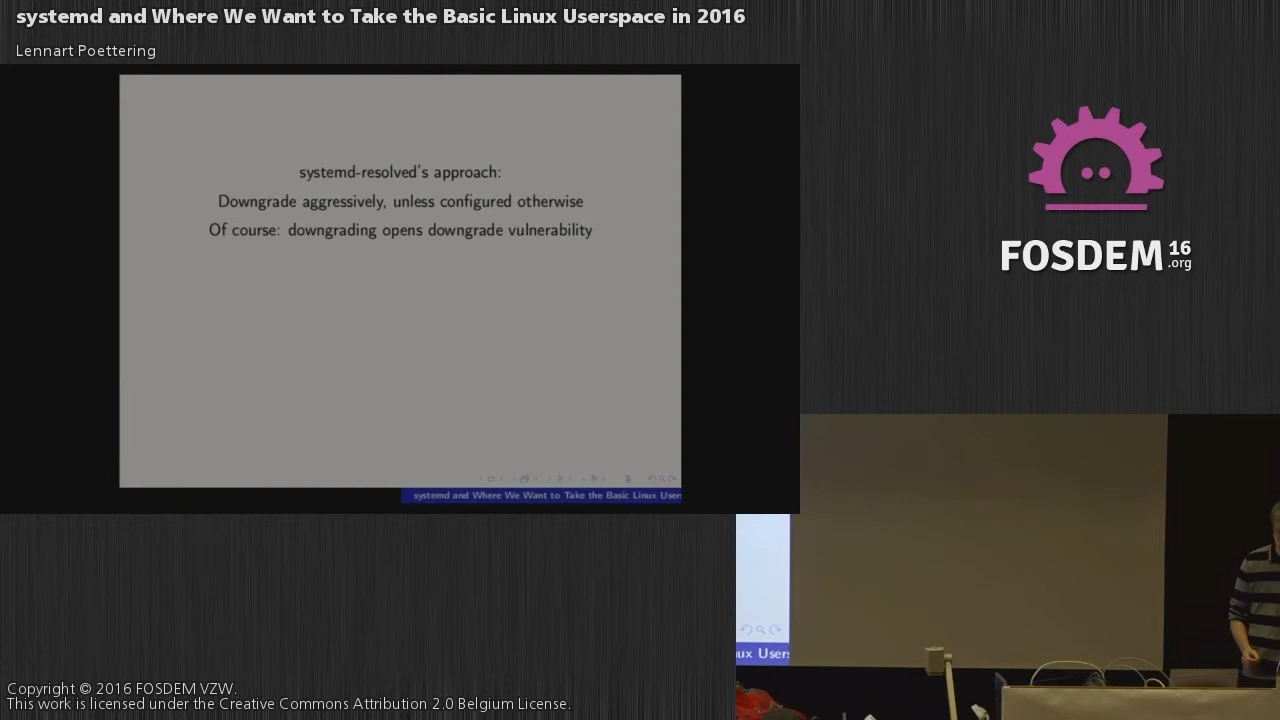 systemd and Where We Want to Take the Basic Linux Userspace in 2016
Lennart Poettering
systemd-resolved's approach:
Downgrade aggressively, unless configured otherwise
Of course: downgrading opens downgrade vulnerability
systemd and Where We Want to Take the Basic Linux User
FOSDEM 16
.org
ux Users
Copyright © 2016 FOSDEM VZW.
This work is licensed under the Creative Commons Attribution 2.0 Belgium License.